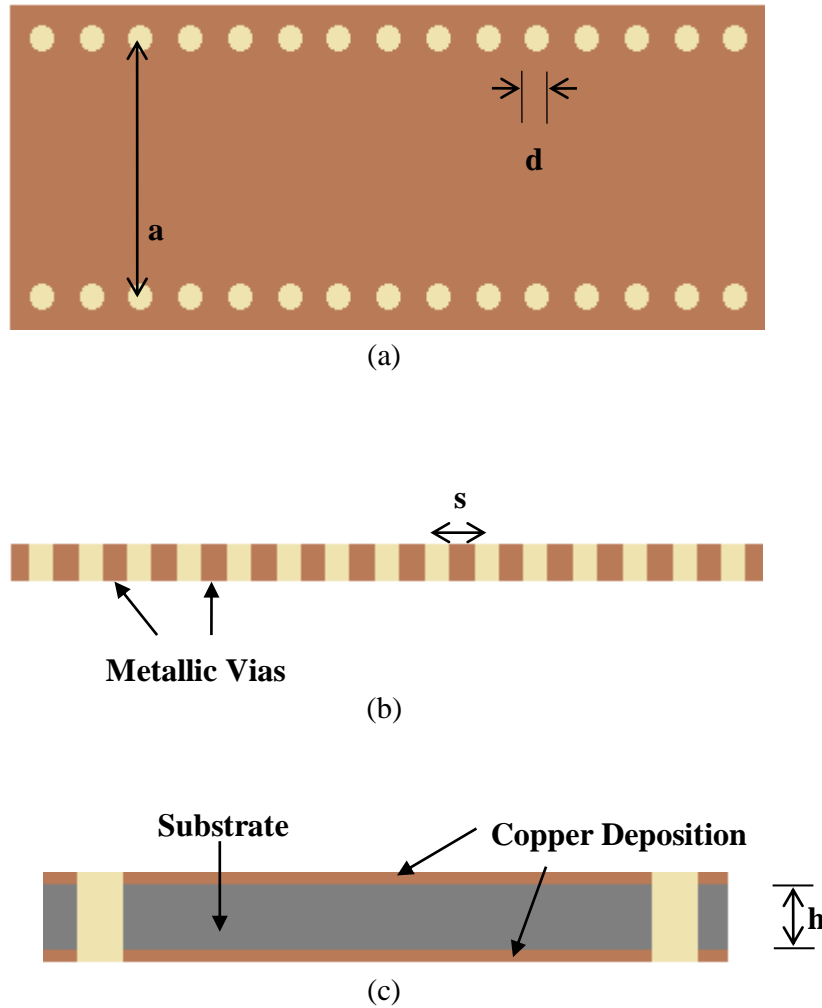 d
a
(a)
s
Metallic Vias
(b)
Substrate
Copper Deposition
h
(c)